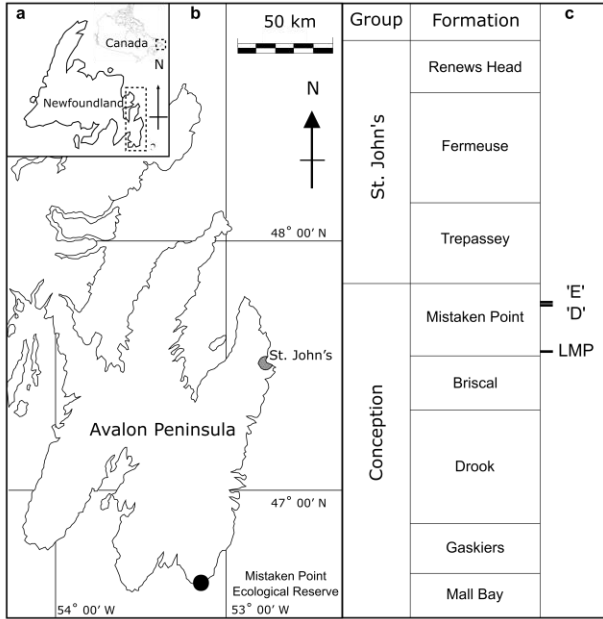 a
Canada
N
Newfoundland
b
50 km
N
48° 00' N
St. John's
Avalon Peninsula
47° 00' N
Mistaken Point
Ecological Reserve
54° 00' W
53° 00' W
Group
Formation
c
St. John's
Renews Head
Fermeuse
Trepassey
Conception
Mistaken Point
'E'
'D'
LMP
Briscal
Drook
Gaskiers
Mall Bay